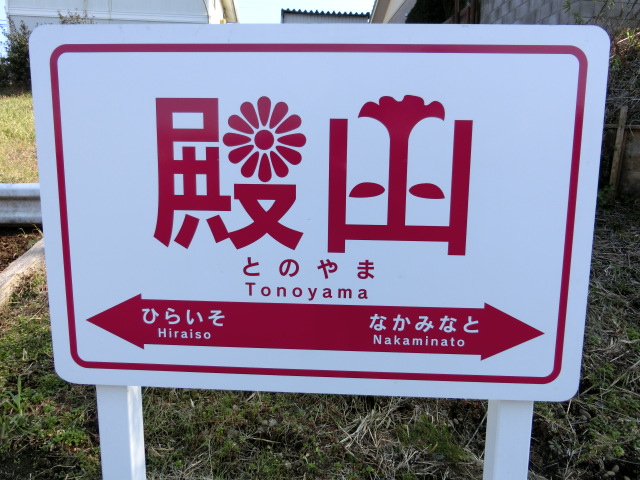 殿山
とのやま
Tonoyama
ひらいそ なかみなと
Hiraiso Nakaminato